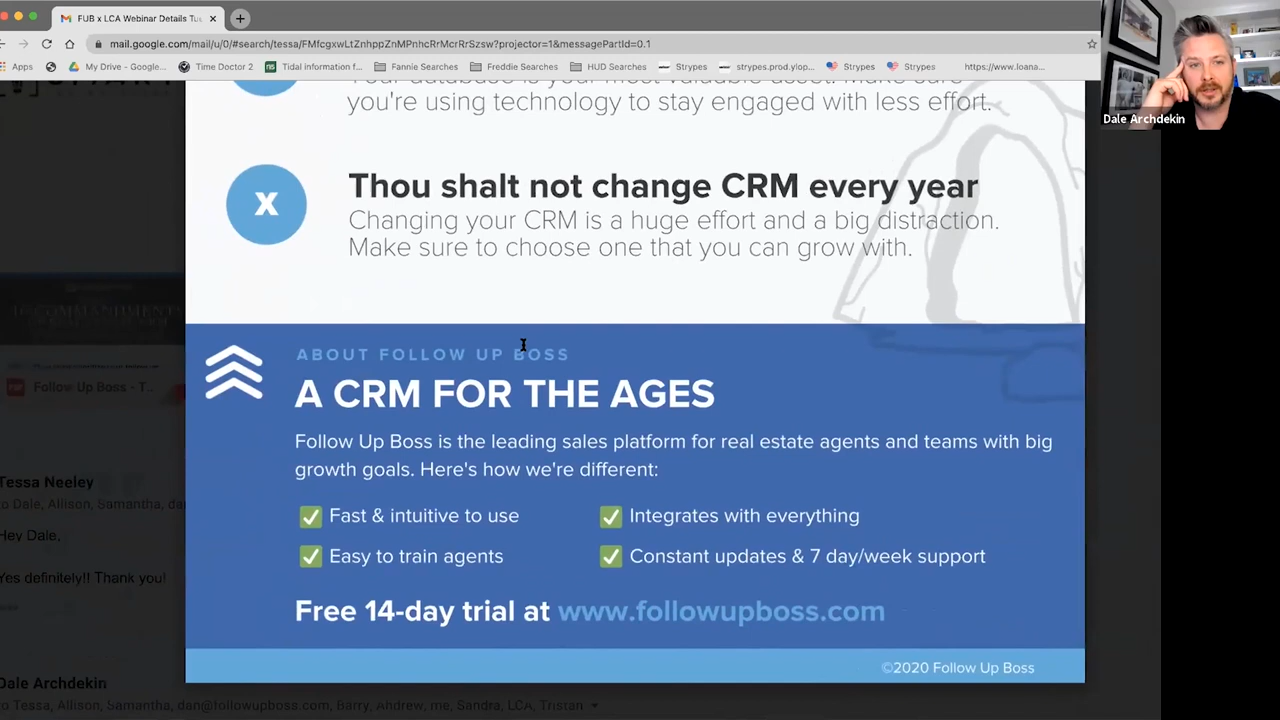 FUB x LCA Webinar Details Tu
mail.google.com/mail/u/0/#search/tessa/FMfcgxwLtZnhppZnMPnhcRrMcrRrSzsw?projector=1&messagePartId=0.1
Apps My Drive - Google... Time Doctor 2 Tidal information f... Fannie Searches Freddie Searches HUD Searches Strypes strypes.prod.ylop... Strypes Strypes https://www.loana...
Dale Archdekin
you're using technology to stay engaged with less effort.
X
Thou shalt not change CRM every year
Changing your CRM is a huge effort and a big distraction.
Make sure to choose one that you can grow with.
ABOUT FOLLOW UP BOSS
A CRM FOR THE AGES
Follow Up Boss is the leading sales platform for real estate agents and teams with big
growth goals. Here's how we're different:
Fast & intuitive to use
Integrates with everything
Easy to train agents
Constant updates & 7 day/week support
Free 14-day trial at www.followupboss.com
©2020 Follow Up Boss
COMMANDMENTS
Follow Up Boss - T...
Tessa Neeley
to Dale, Allison, Samantha, da
Hey Dale,
Yes definitely!! Thank you!
Dale Archdekin
to Tessa, Allison, Samantha, dan@followupboss.com, Barry, Andrew, me, Sandra, LCA, Tristan